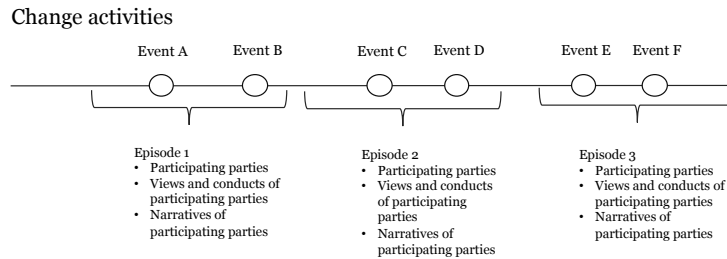 Change activities
Event A
Event B
Event C
Event D
Event E
Event F
Episode 1
• Participating parties
• Views and conducts of
participating parties
• Narratives of
participating parties
Episode 2
• Participating parties
• Views and conducts
of participating
parties
• Narratives of
participating parties
Episode 3
• Participating parties
• Views and conducts of
participating parties
• Narratives of
participating parties